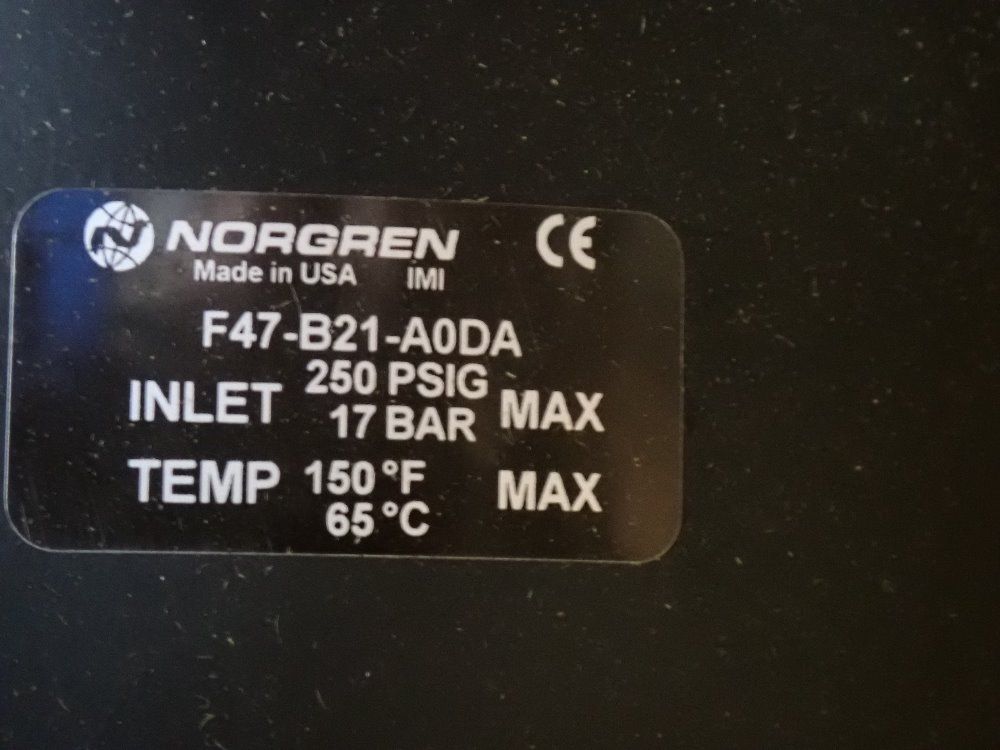 NORGREN CE
Made in USA IMI
F47-B21-A0DA
INLET 250 PSIG MAX
17 BAR
TEMP 150 °F MAX
65 °C